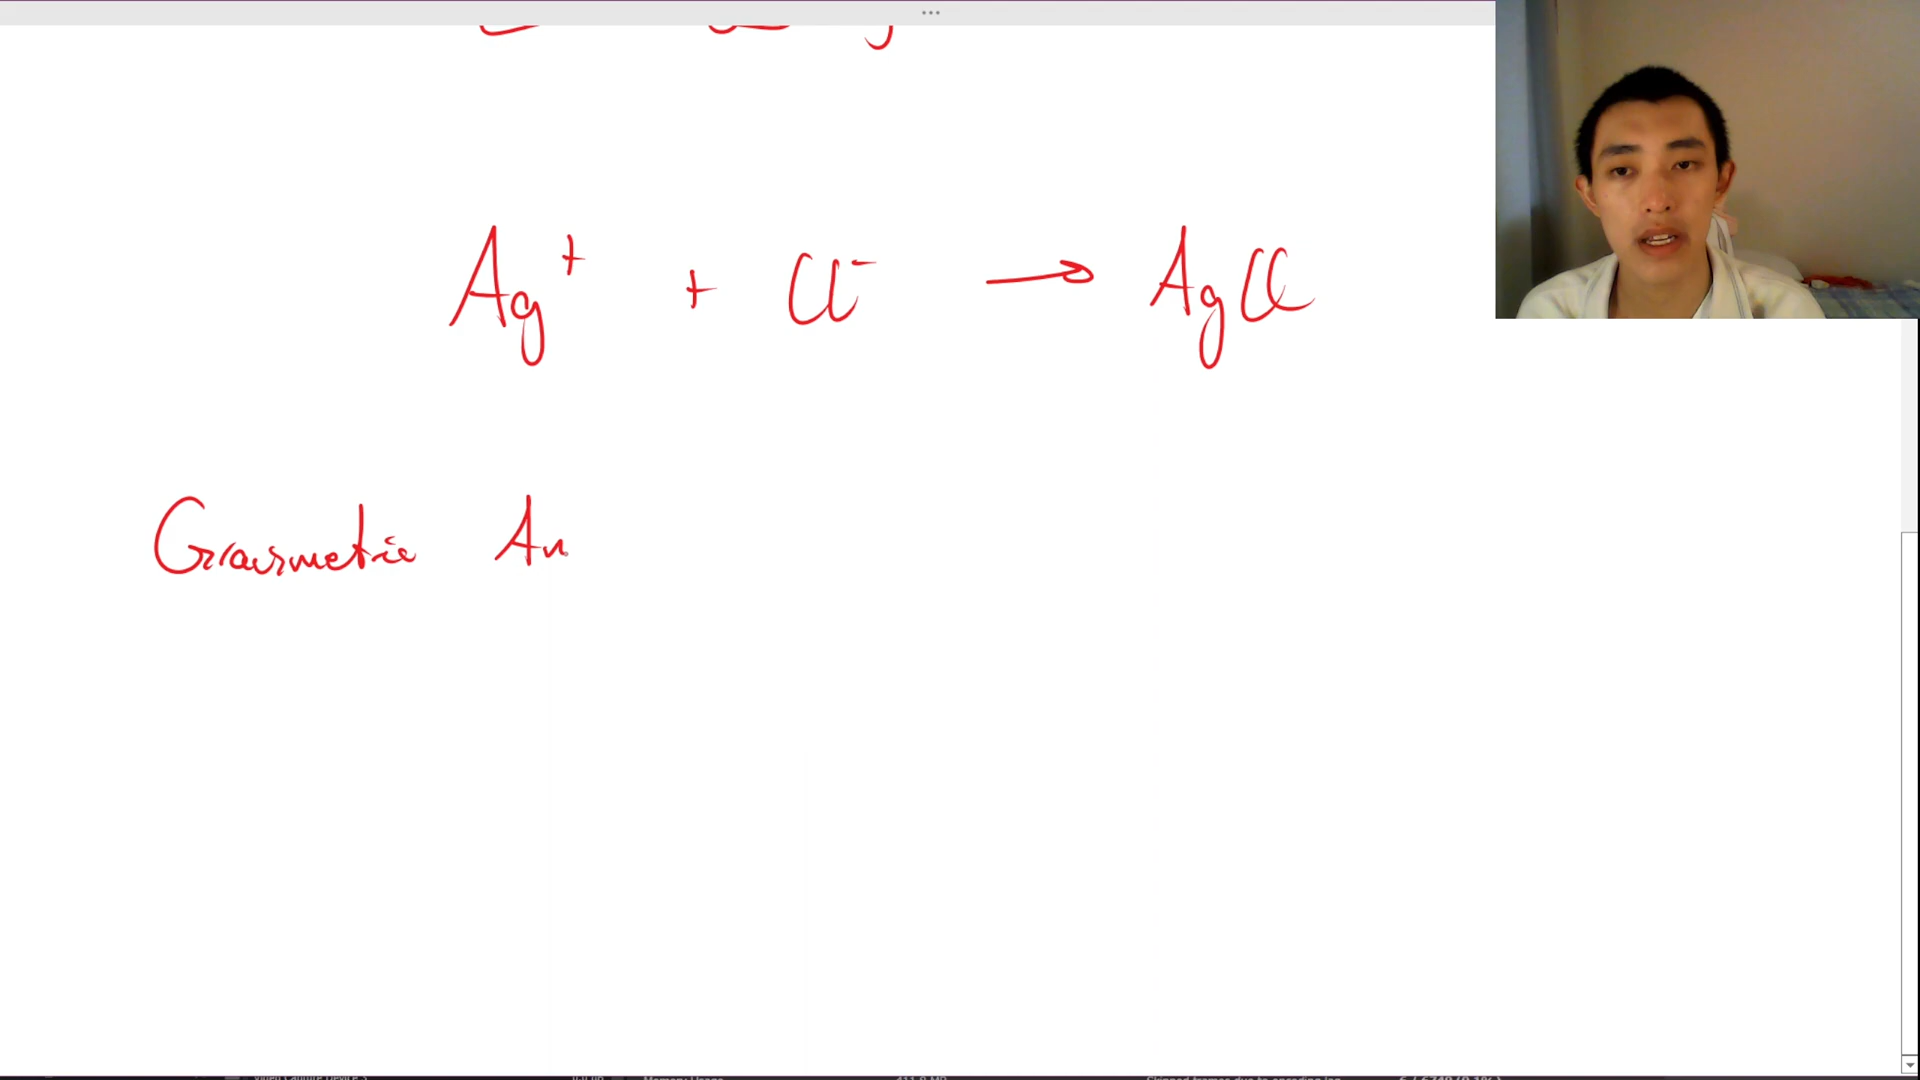 Ag⁺ + Cl⁻ → AgCl
Gravimetric An